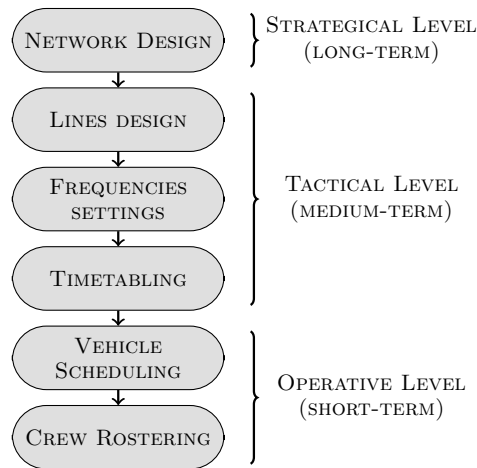 Network Design
Strategical Level
(long-term)
Lines design
Frequencies
settings
Tactical Level
(medium-term)
Timetabling
Vehicle
Scheduling
Operative Level
(short-term)
Crew Rostering